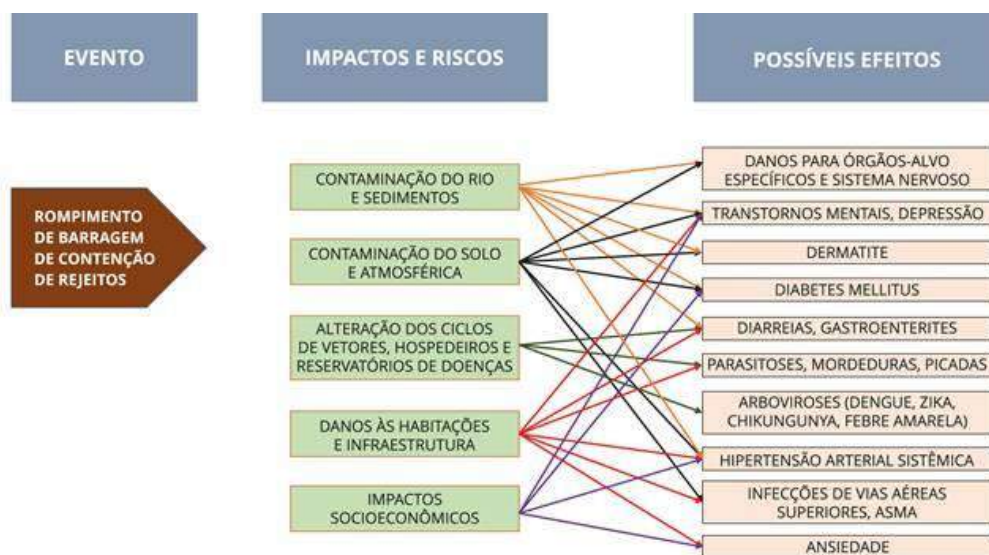 EVENTO
IMPACTOS E RISCOS
POSSÍVEIS EFEITOS
ROMPIMENTO
DE BARRAGEM
DE CONTENÇÃO
DE REJEITOS
CONTAMINAÇÃO DO RIO
E SEDIMENTOS
CONTAMINAÇÃO DO SOLO
E ATMOSFÉRICA
ALTERAÇÃO DOS CICLOS
DE VETORES, HOSPEDEIROS E
RESERVATÓRIOS DE DOENÇAS
DANOS ÀS HABITAÇÕES
E INFRAESTRUTURA
IMPACTOS
SOCIOECONÔMICOS
DANOS PARA ÓRGÃOS-ALVO
ESPECÍFICOS E SISTEMA NERVOSO
TRANSTORNOS MENTAIS, DEPRESSÃO
DERMATITE
DIABETES MELLITUS
DIARREIAS, GASTROENTERITES
PARASITOSES, MORDEDURAS, PICADAS
ARBOVIROSES (DENGUE, ZIKA,
CHIKUNGUNYA, FEBRE AMARELA)
HIPERTENSÃO ARTERIAL SISTÊMICA
INFECÇÕES DE VIAS AÉREAS
SUPERIORES, ASMA
ANSIEDADE